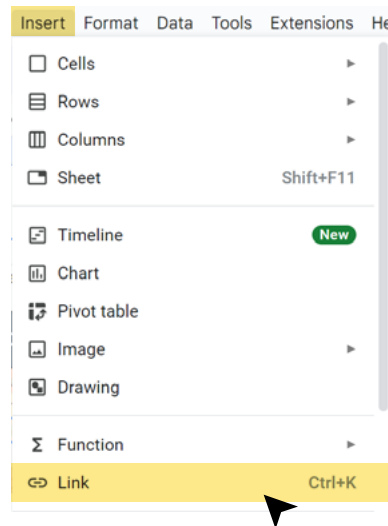 Insert Format Data Tools Extensions He
Cells
Rows
Columns
Sheet Shift+F11
Timeline New
Chart
Pivot table
Image
Drawing
Σ Function
Link Ctrl+K